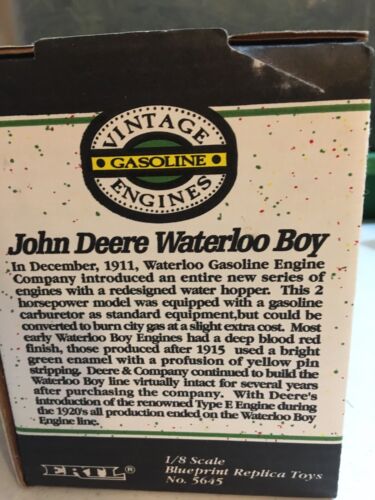 VINTAGE
GASOLINE
ENGINES
John Deere Waterloo Boy
In December, 1911, Waterloo Gasoline Engine
Company introduced an entire new series of
engines with a redesigned water hopper. This 2
horsepower model was equipped with a gasoline
carburetor as standard equipment,but could be
converted to burn city gas at a slight extra cost. Most
early Waterloo Boy Engines had a deep blood red
finish, those produced after 1915 used a bright
green enamel with a profusion of yellow pin
stripping. Deere & Company continued to build the
Waterloo Boy line virtually intact for several years
after purchasing the company. With Deere's
introduction of the renowned Type E Engine during
the 1920's all production ended on the Waterloo Boy
Engine line.
ERTL®
1/8 Scale
Blueprint Replica Toys
No. 5645